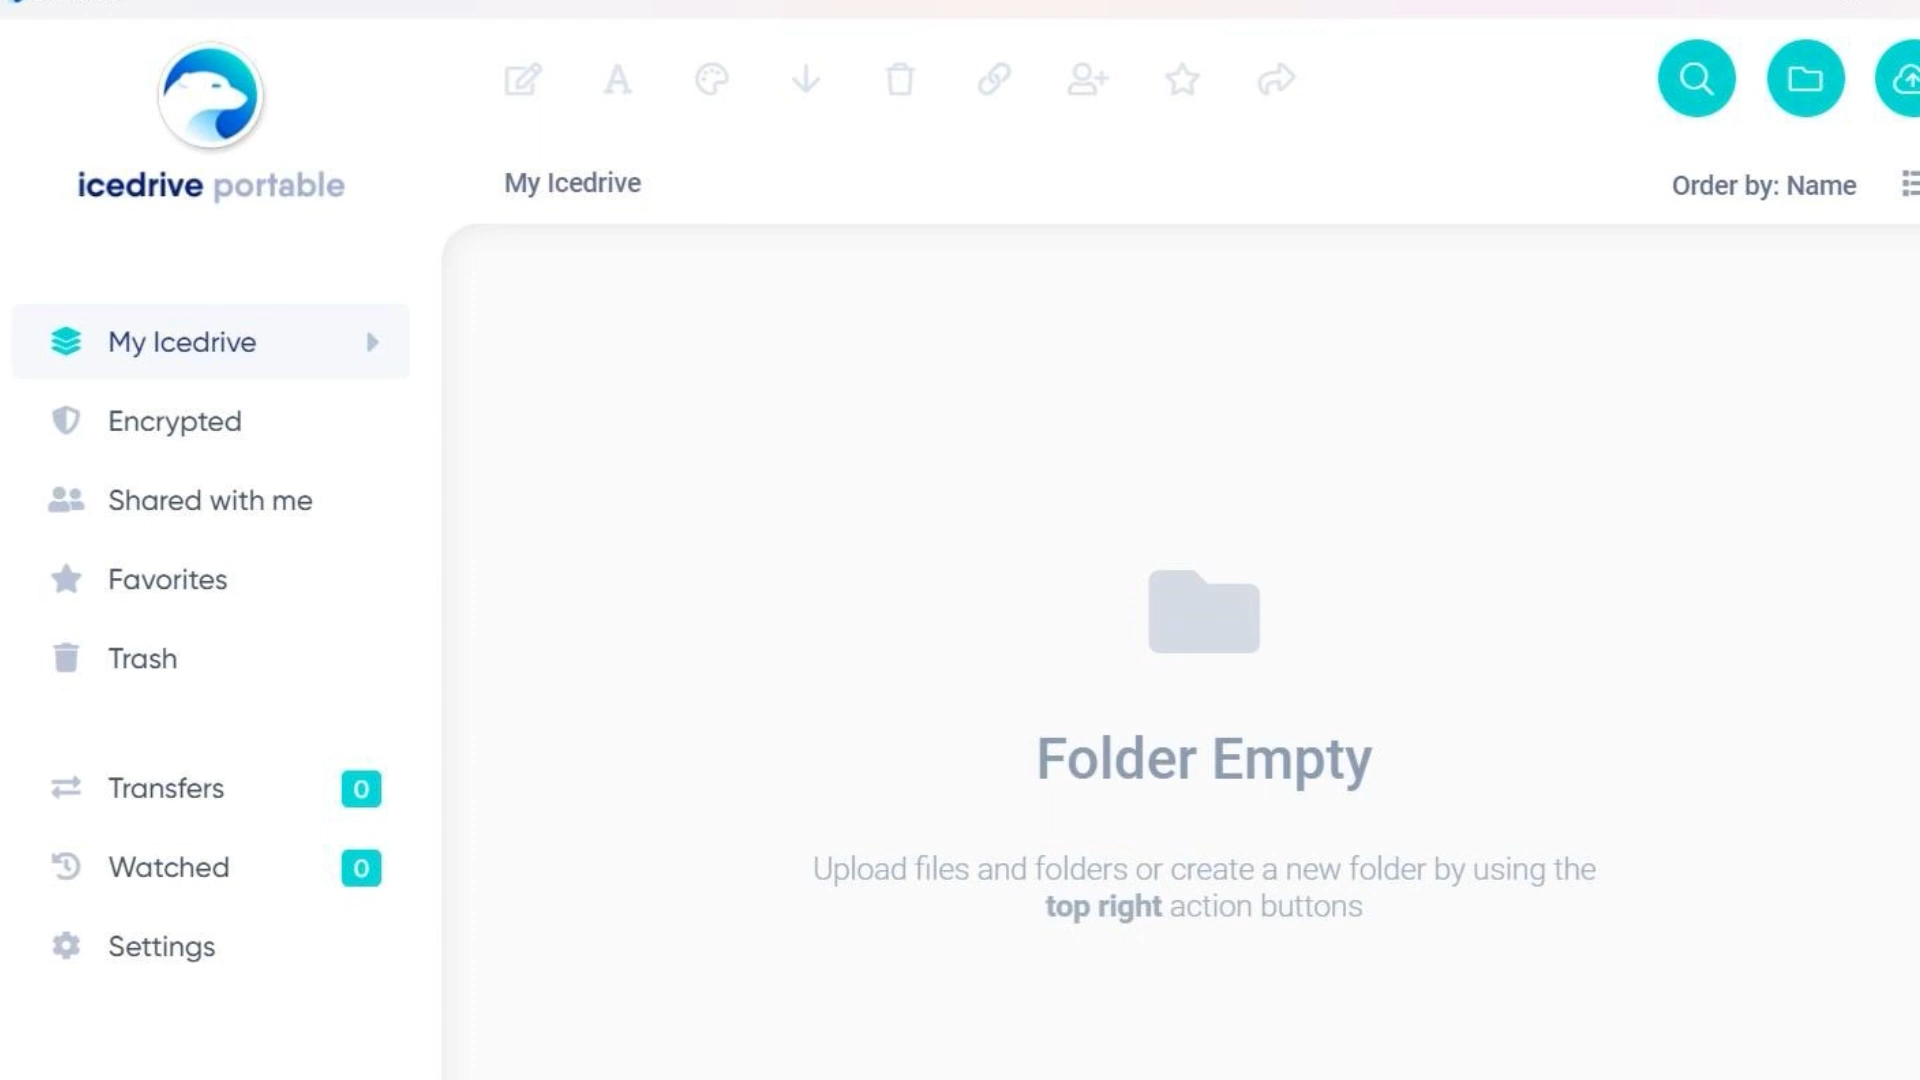 icedrive portable
My Icedrive
Order by: Name
My Icedrive
Encrypted
Shared with me
Favorites
Trash
Transfers 0
Watched 0
Settings
Folder Empty
Upload files and folders or create a new folder by using the
top right action buttons